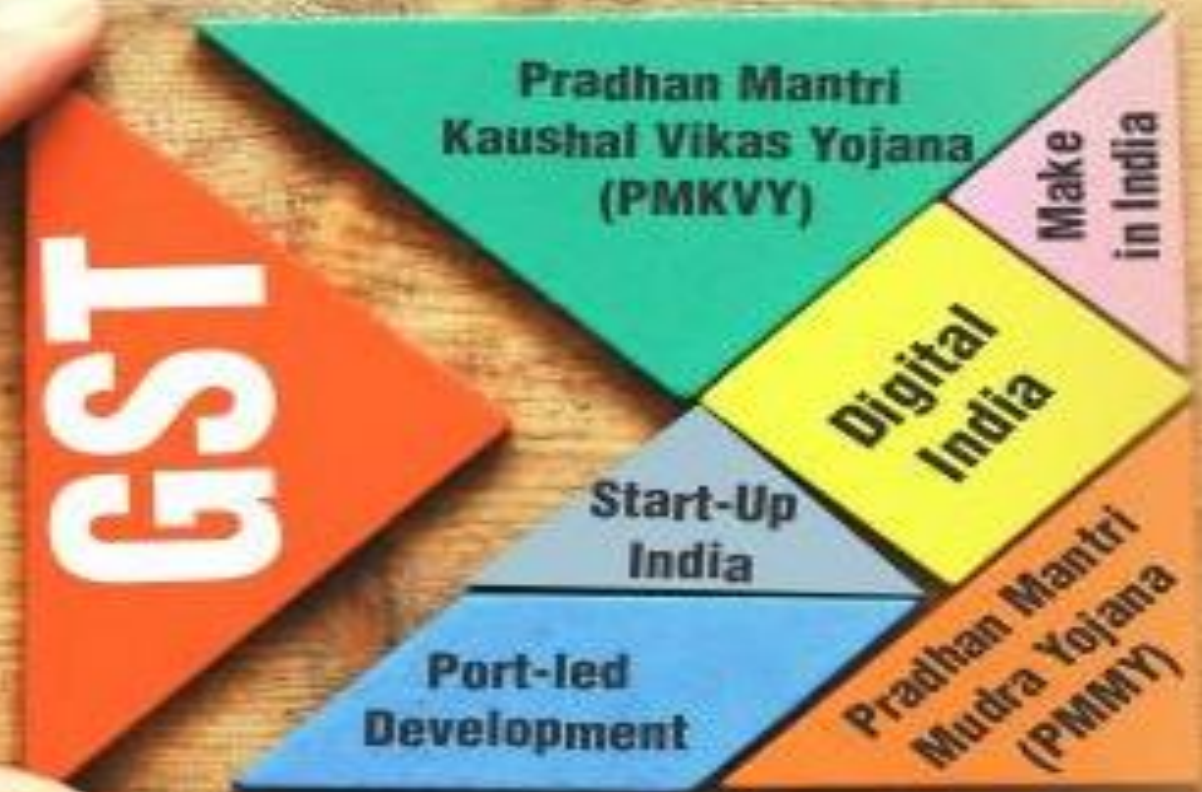 GST
Pradhan Mantri
Kaushal Vikas Yojana
(PMKVY)
Make
in India
Digital
India
Start-Up
India
Port-led
Development
Pradhan Mantri
Mudra Yojana
(PMMY)